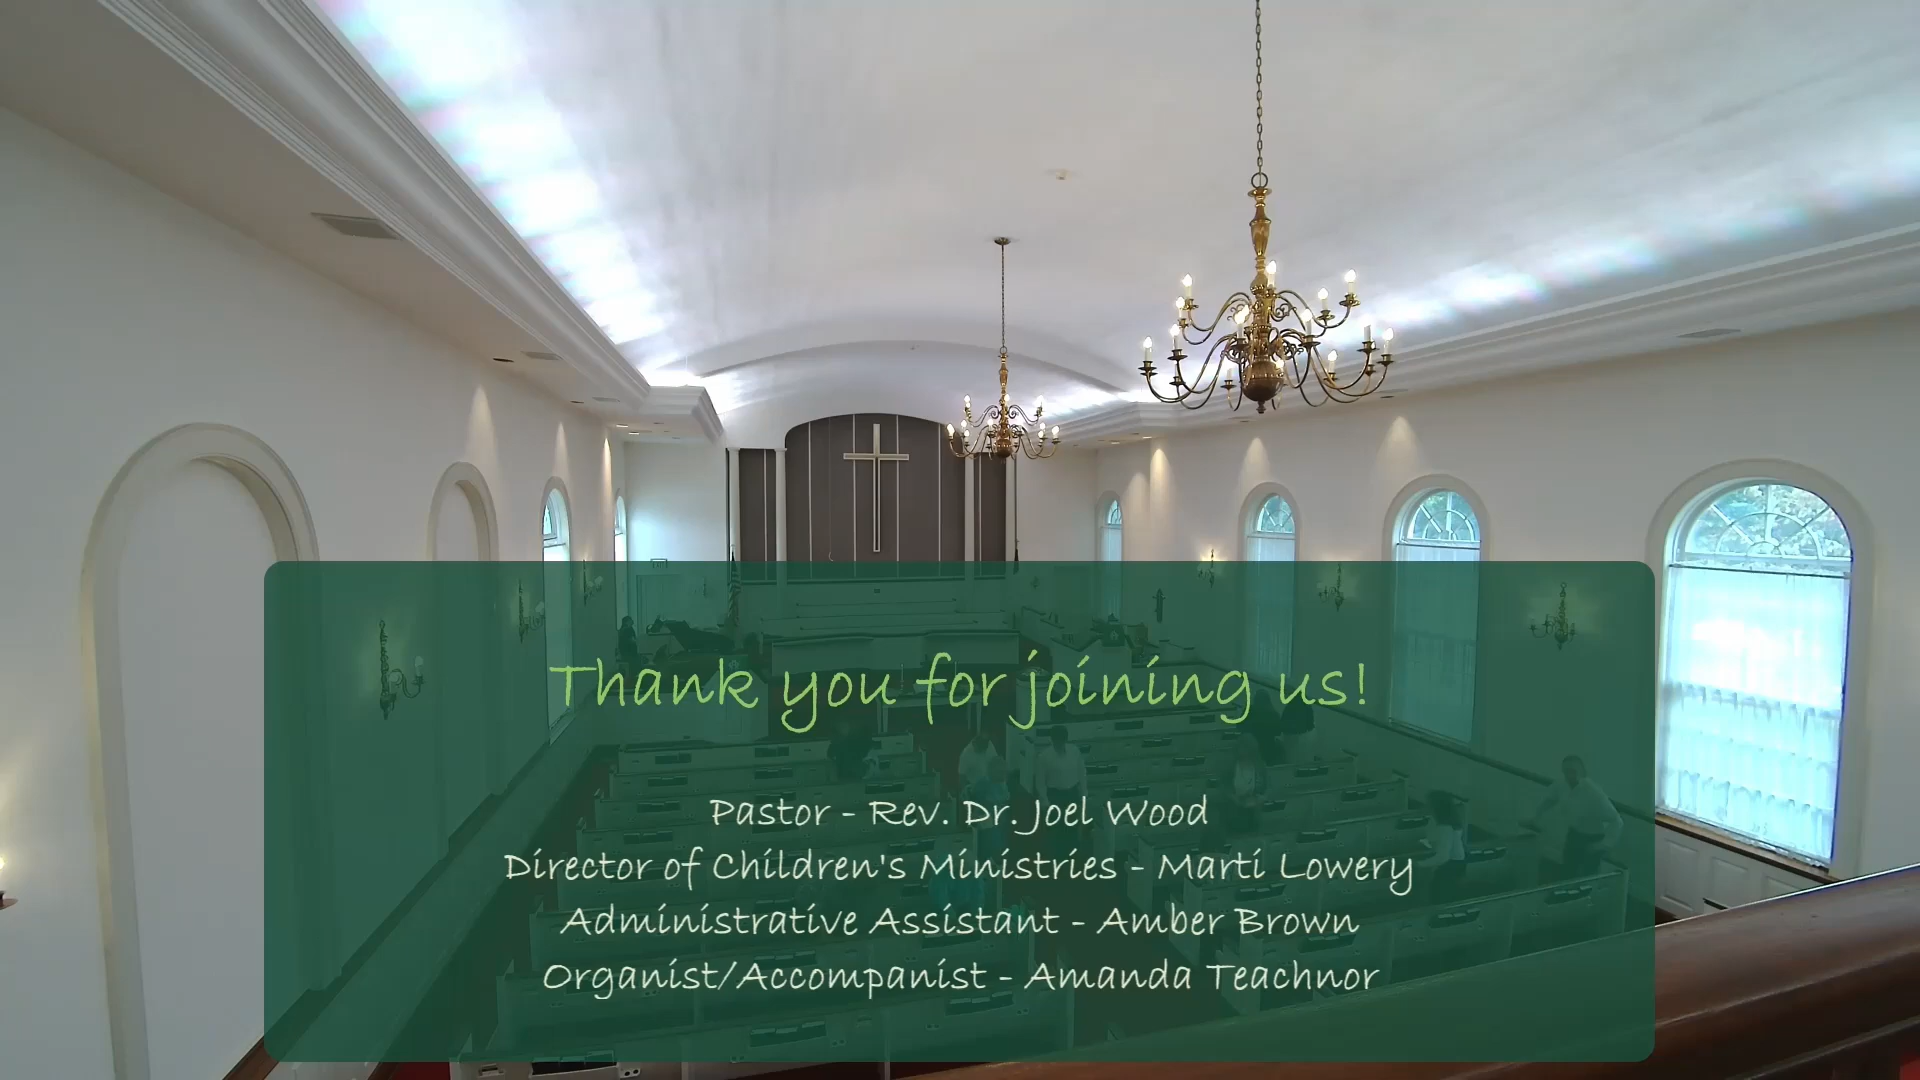 Thank you for joining us!
Pastor - Rev. Dr. Joel Wood
Director of Children's Ministries - Marti Lowery
Administrative Assistant - Amber Brown
Organist/Accompanist - Amanda Teachnor